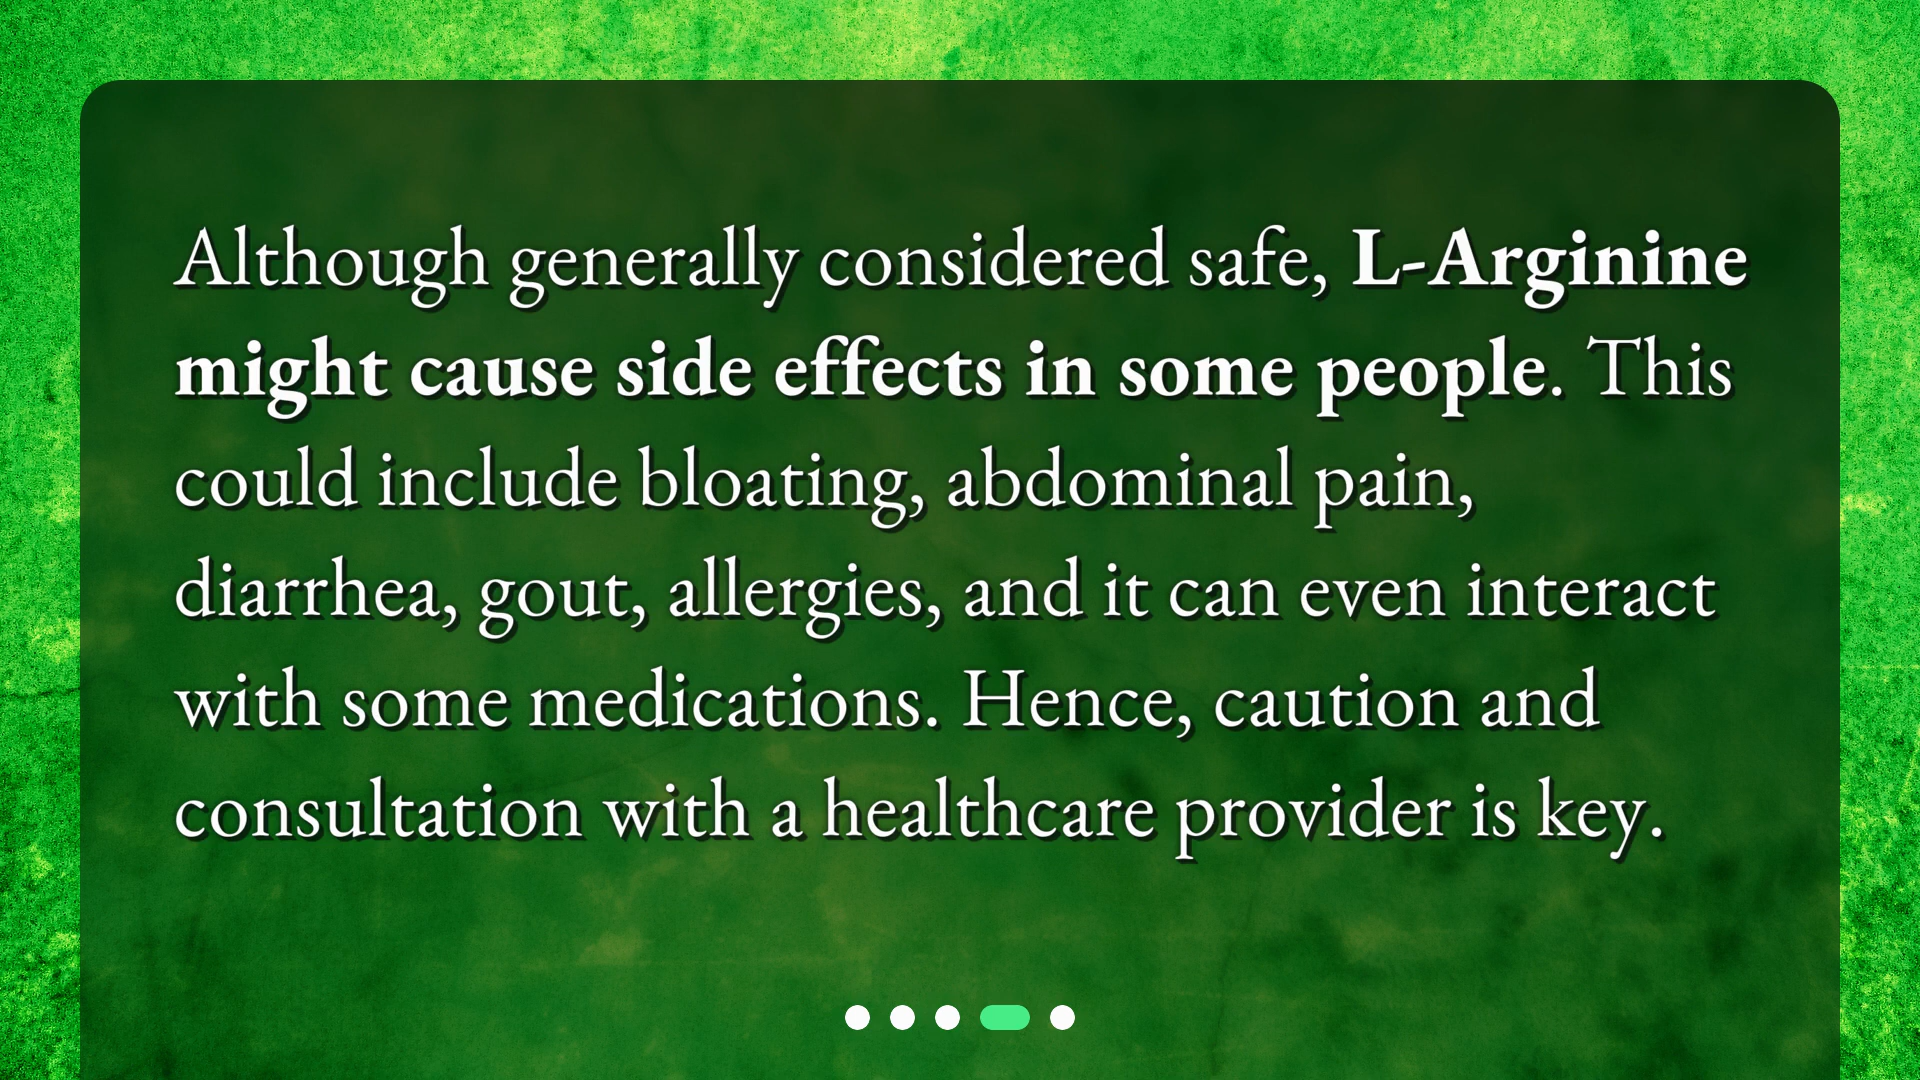 Although generally considered safe, L-Arginine
might cause side effects in some people. This
could include bloating, abdominal pain,
diarrhea, gout, allergies, and it can even interact
with some medications. Hence, caution and
consultation with a healthcare provider is key.